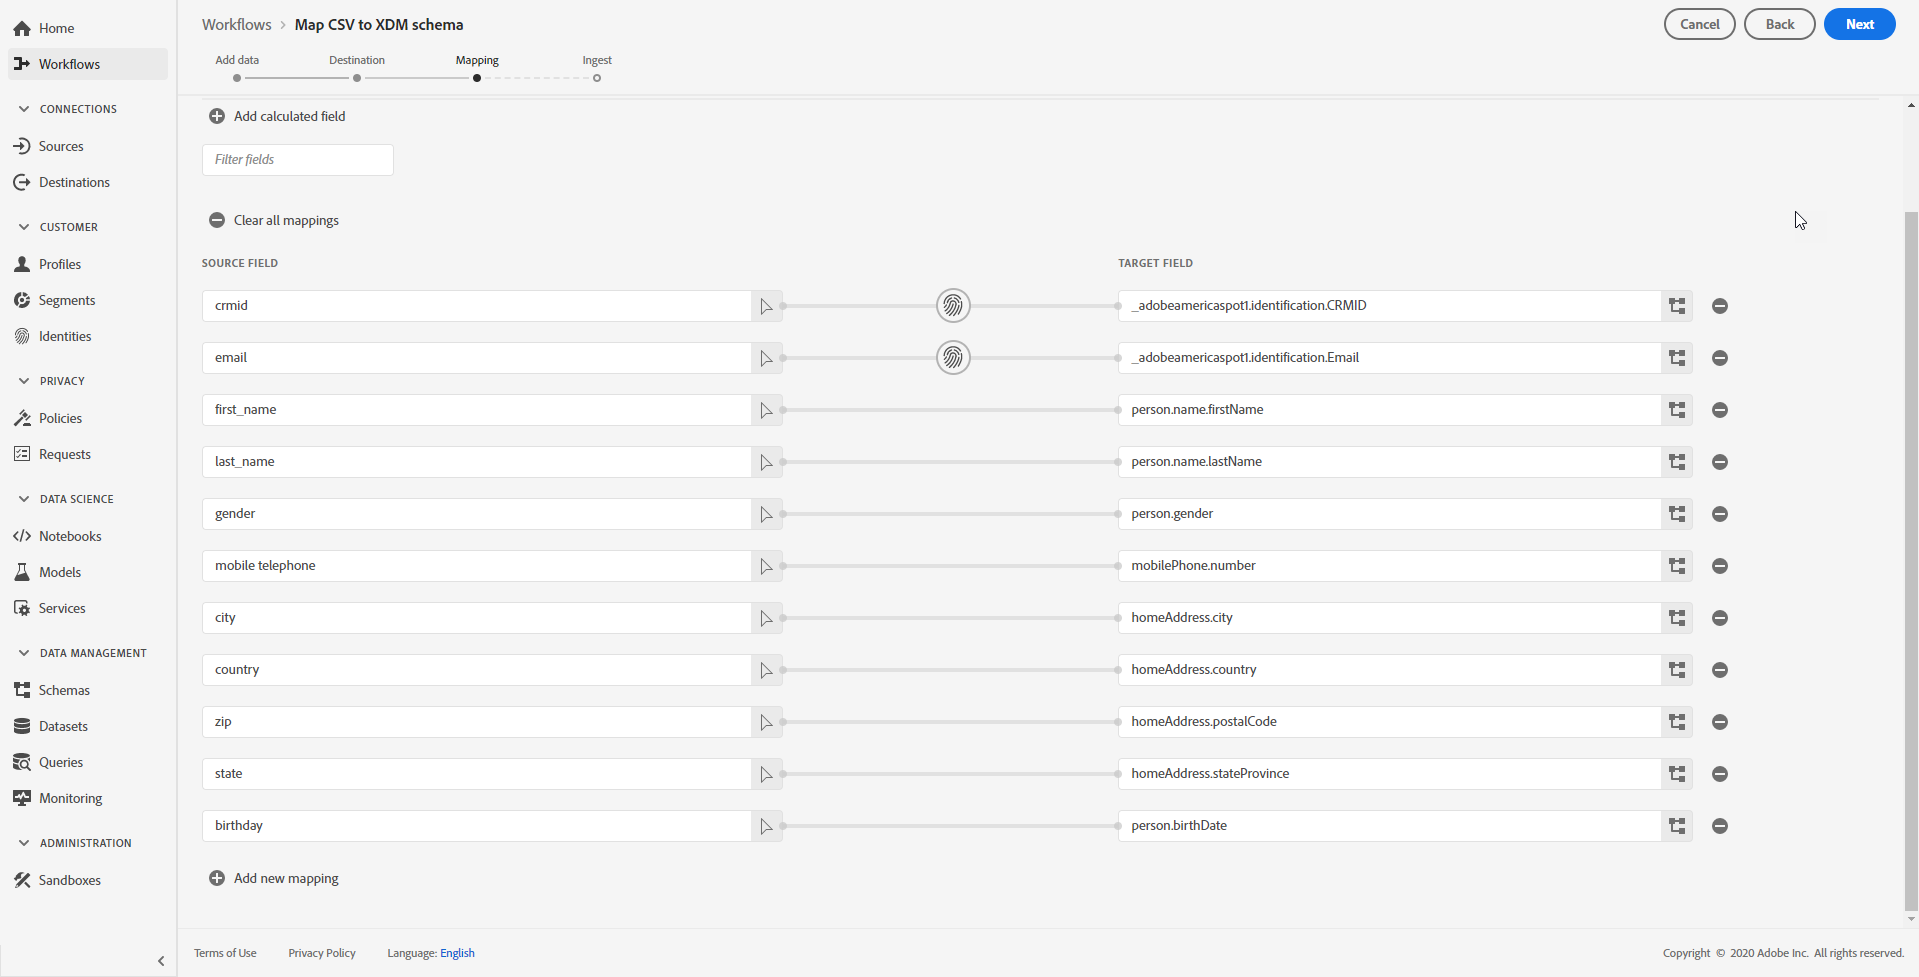 Home
Workflows
CONNECTIONS
Sources
Destinations
CUSTOMER
Profiles
Segments
Identities
PRIVACY
Policies
Requests
DATA SCIENCE
Notebooks
Models
Services
DATA MANAGEMENT
Schemas
Datasets
Queries
Monitoring
ADMINISTRATION
Sandboxes
Workflows > Map CSV to XDM schema
Cancel Back Next
Add data Destination Mapping Ingest
Add calculated field
Filter fields
Clear all mappings
SOURCE FIELD TARGET FIELD
crmid _adobeamericaspot1.identification.CRMID
email _adobeamericaspot1.identification.Email
first_name person.name.firstName
last_name person.name.lastName
gender person.gender
mobile telephone mobilePhone.number
city homeAddress.city
country homeAddress.country
zip homeAddress.postalCode
state homeAddress.stateProvince
birthday person.birthDate
Add new mapping
Terms of Use Privacy Policy Language: English Copyright © 2020 Adobe Inc. All rights reserved.